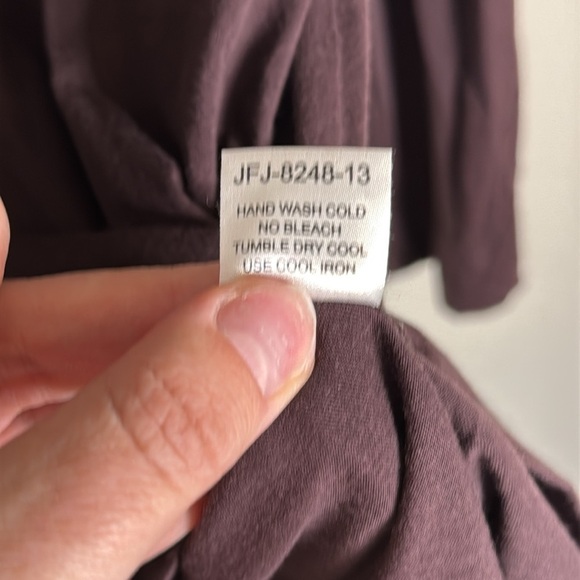 JFJ-8248-13
HAND WASH COLD
NO BLEACH
TUMBLE DRY COOL
USE COOL IRON